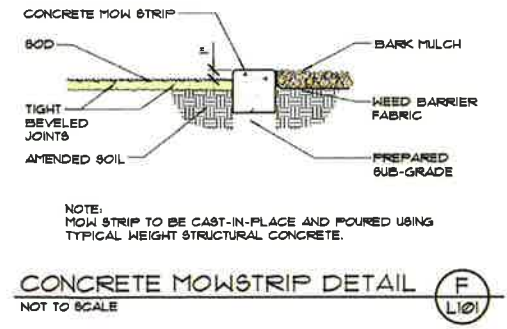 CONCRETE MOW STRIP
SOD
BARK MULCH
TIGHT
BEVELED
JOINTS
WEED BARRIER
FABRIC
AMENDED SOIL
PREPARED
SUB-GRADE
NOTE:
MOW STRIP TO BE CAST-IN-PLACE AND POURED USING
TYPICAL WEIGHT STRUCTURAL CONCRETE.
CONCRETE MOWSTRIP DETAIL
F
L101
NOT TO SCALE